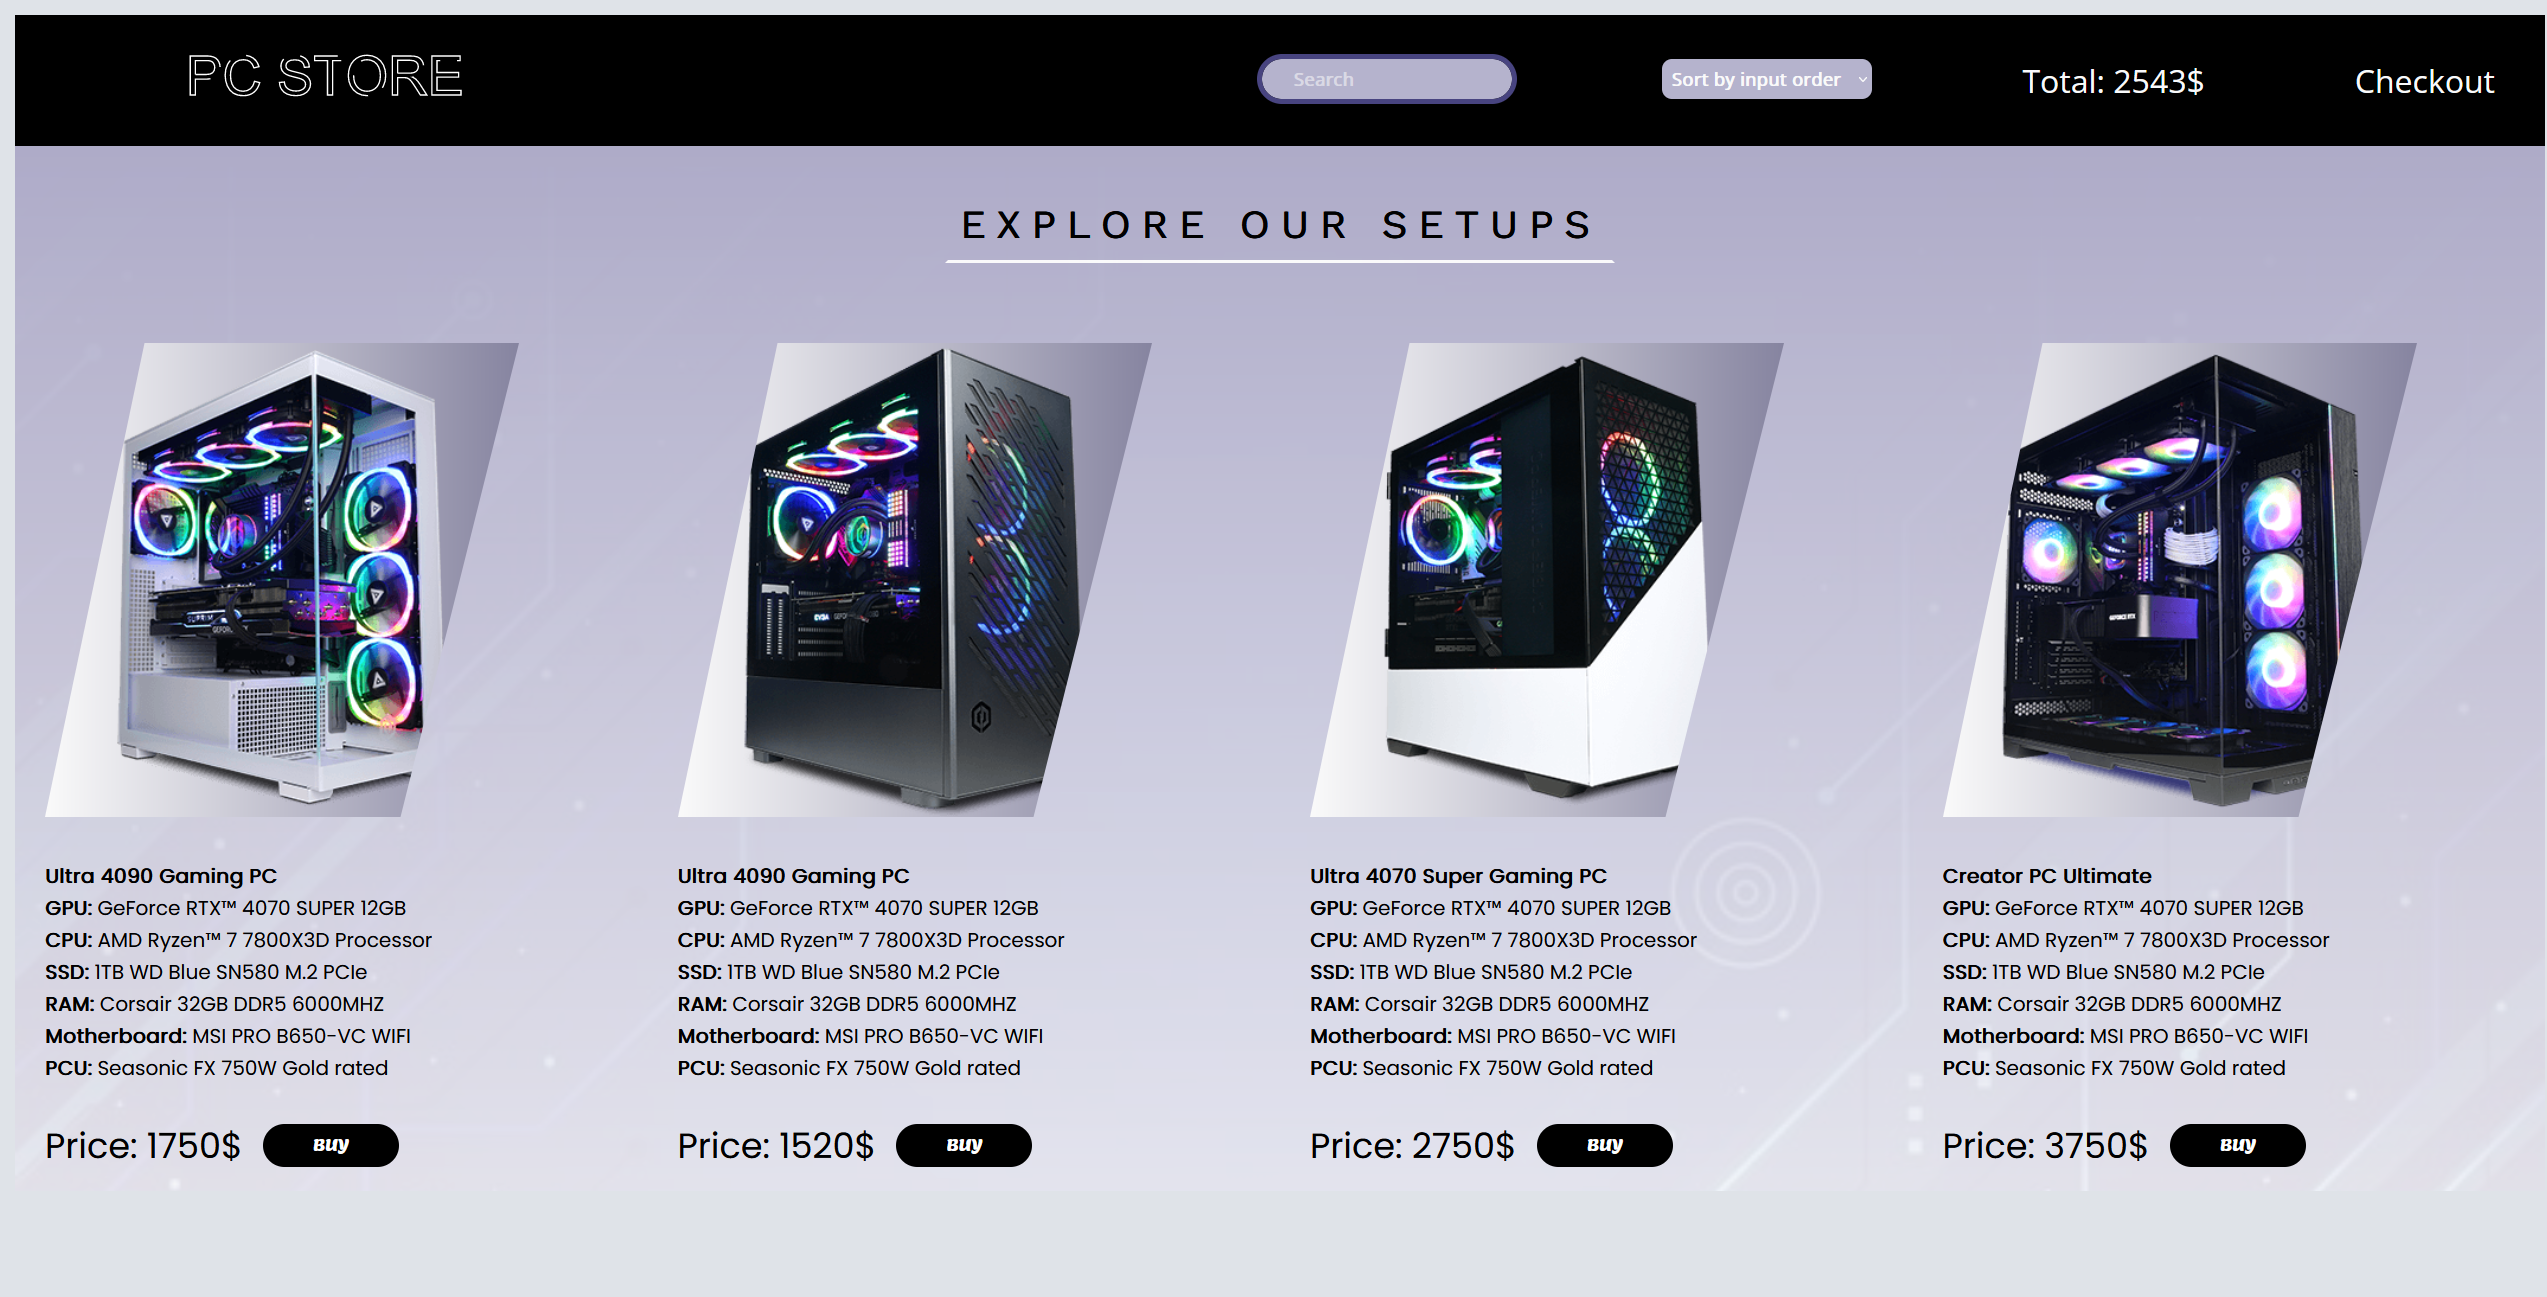 PC STORE
Search
Sort by input order
Total: 2543$
Checkout
EXPLORE OUR SETUPS
Ultra 4090 Gaming PC
GPU: GeForce RTX™ 4070 SUPER 12GB
CPU: AMD Ryzen™ 7 7800X3D Processor
SSD: 1TB WD Blue SN580 M.2 PCIe
RAM: Corsair 32GB DDR5 6000MHZ
Motherboard: MSI PRO B650-VC WIFI
PCU: Seasonic FX 750W Gold rated
Price: 1750$
BUY
EVGA
Ultra 4090 Gaming PC
GPU: GeForce RTX™ 4070 SUPER 12GB
CPU: AMD Ryzen™ 7 7800X3D Processor
SSD: 1TB WD Blue SN580 M.2 PCIe
RAM: Corsair 32GB DDR5 6000MHZ
Motherboard: MSI PRO B650-VC WIFI
PCU: Seasonic FX 750W Gold rated
Price: 1520$
BUY
Ultra 4070 Super Gaming PC
GPU: GeForce RTX™ 4070 SUPER 12GB
CPU: AMD Ryzen™ 7 7800X3D Processor
SSD: 1TB WD Blue SN580 M.2 PCIe
RAM: Corsair 32GB DDR5 6000MHZ
Motherboard: MSI PRO B650-VC WIFI
PCU: Seasonic FX 750W Gold rated
Price: 2750$
BUY
GEFORCE RTX
Creator PC Ultimate
GPU: GeForce RTX™ 4070 SUPER 12GB
CPU: AMD Ryzen™ 7 7800X3D Processor
SSD: 1TB WD Blue SN580 M.2 PCIe
RAM: Corsair 32GB DDR5 6000MHZ
Motherboard: MSI PRO B650-VC WIFI
PCU: Seasonic FX 750W Gold rated
Price: 3750$
BUY